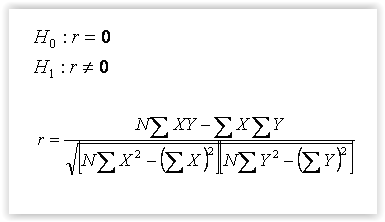 H₀ : r = 0
H₁ : r ≠ 0
r = N∑XY−∑X∑Y / √[N∑X²−(∑X)²][N∑Y²−(∑Y)²]